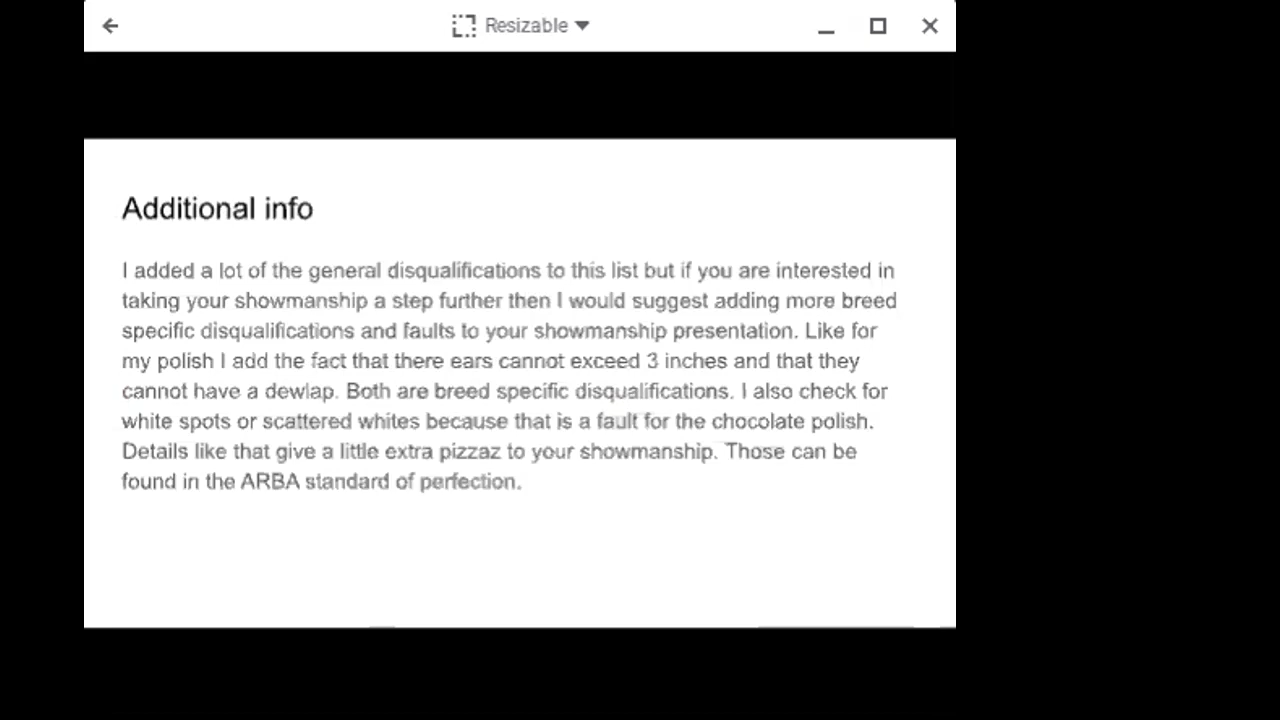 Resizable
Additional info
I added a lot of the general disqualifications to this list but if you are interested in
taking your showmanship a step further then I would suggest adding more breed
specific disqualifications and faults to your showmanship presentation. Like for
my polish I add the fact that there ears cannot exceed 3 inches and that they
cannot have a dewlap. Both are breed specific disqualifications. I also check for
white spots or scattered whites because that is a fault for the chocolate polish.
Details like that give a little extra pizzaz to your showmanship. Those can be
found in the ARBA standard of perfection.